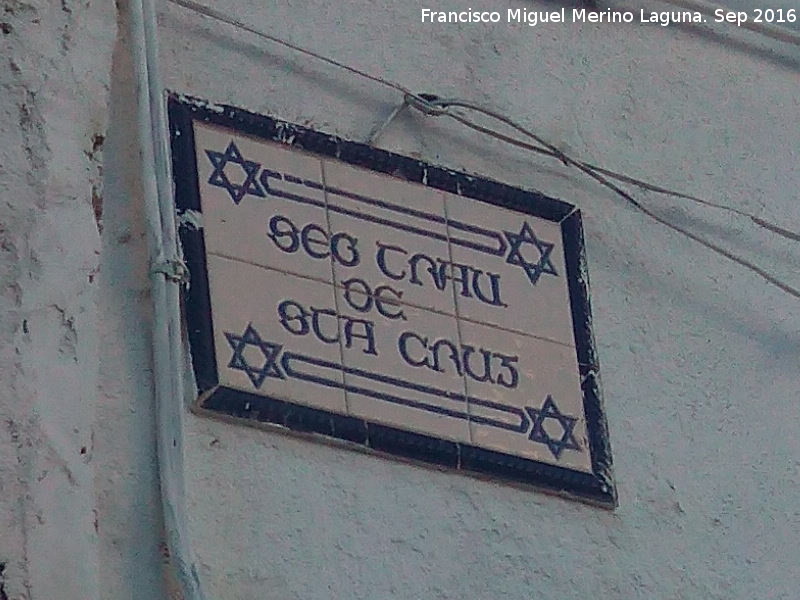 Francisco Miguel Merino Laguna. Sep 2016
SEG TRAV
DE
STA CRUZ